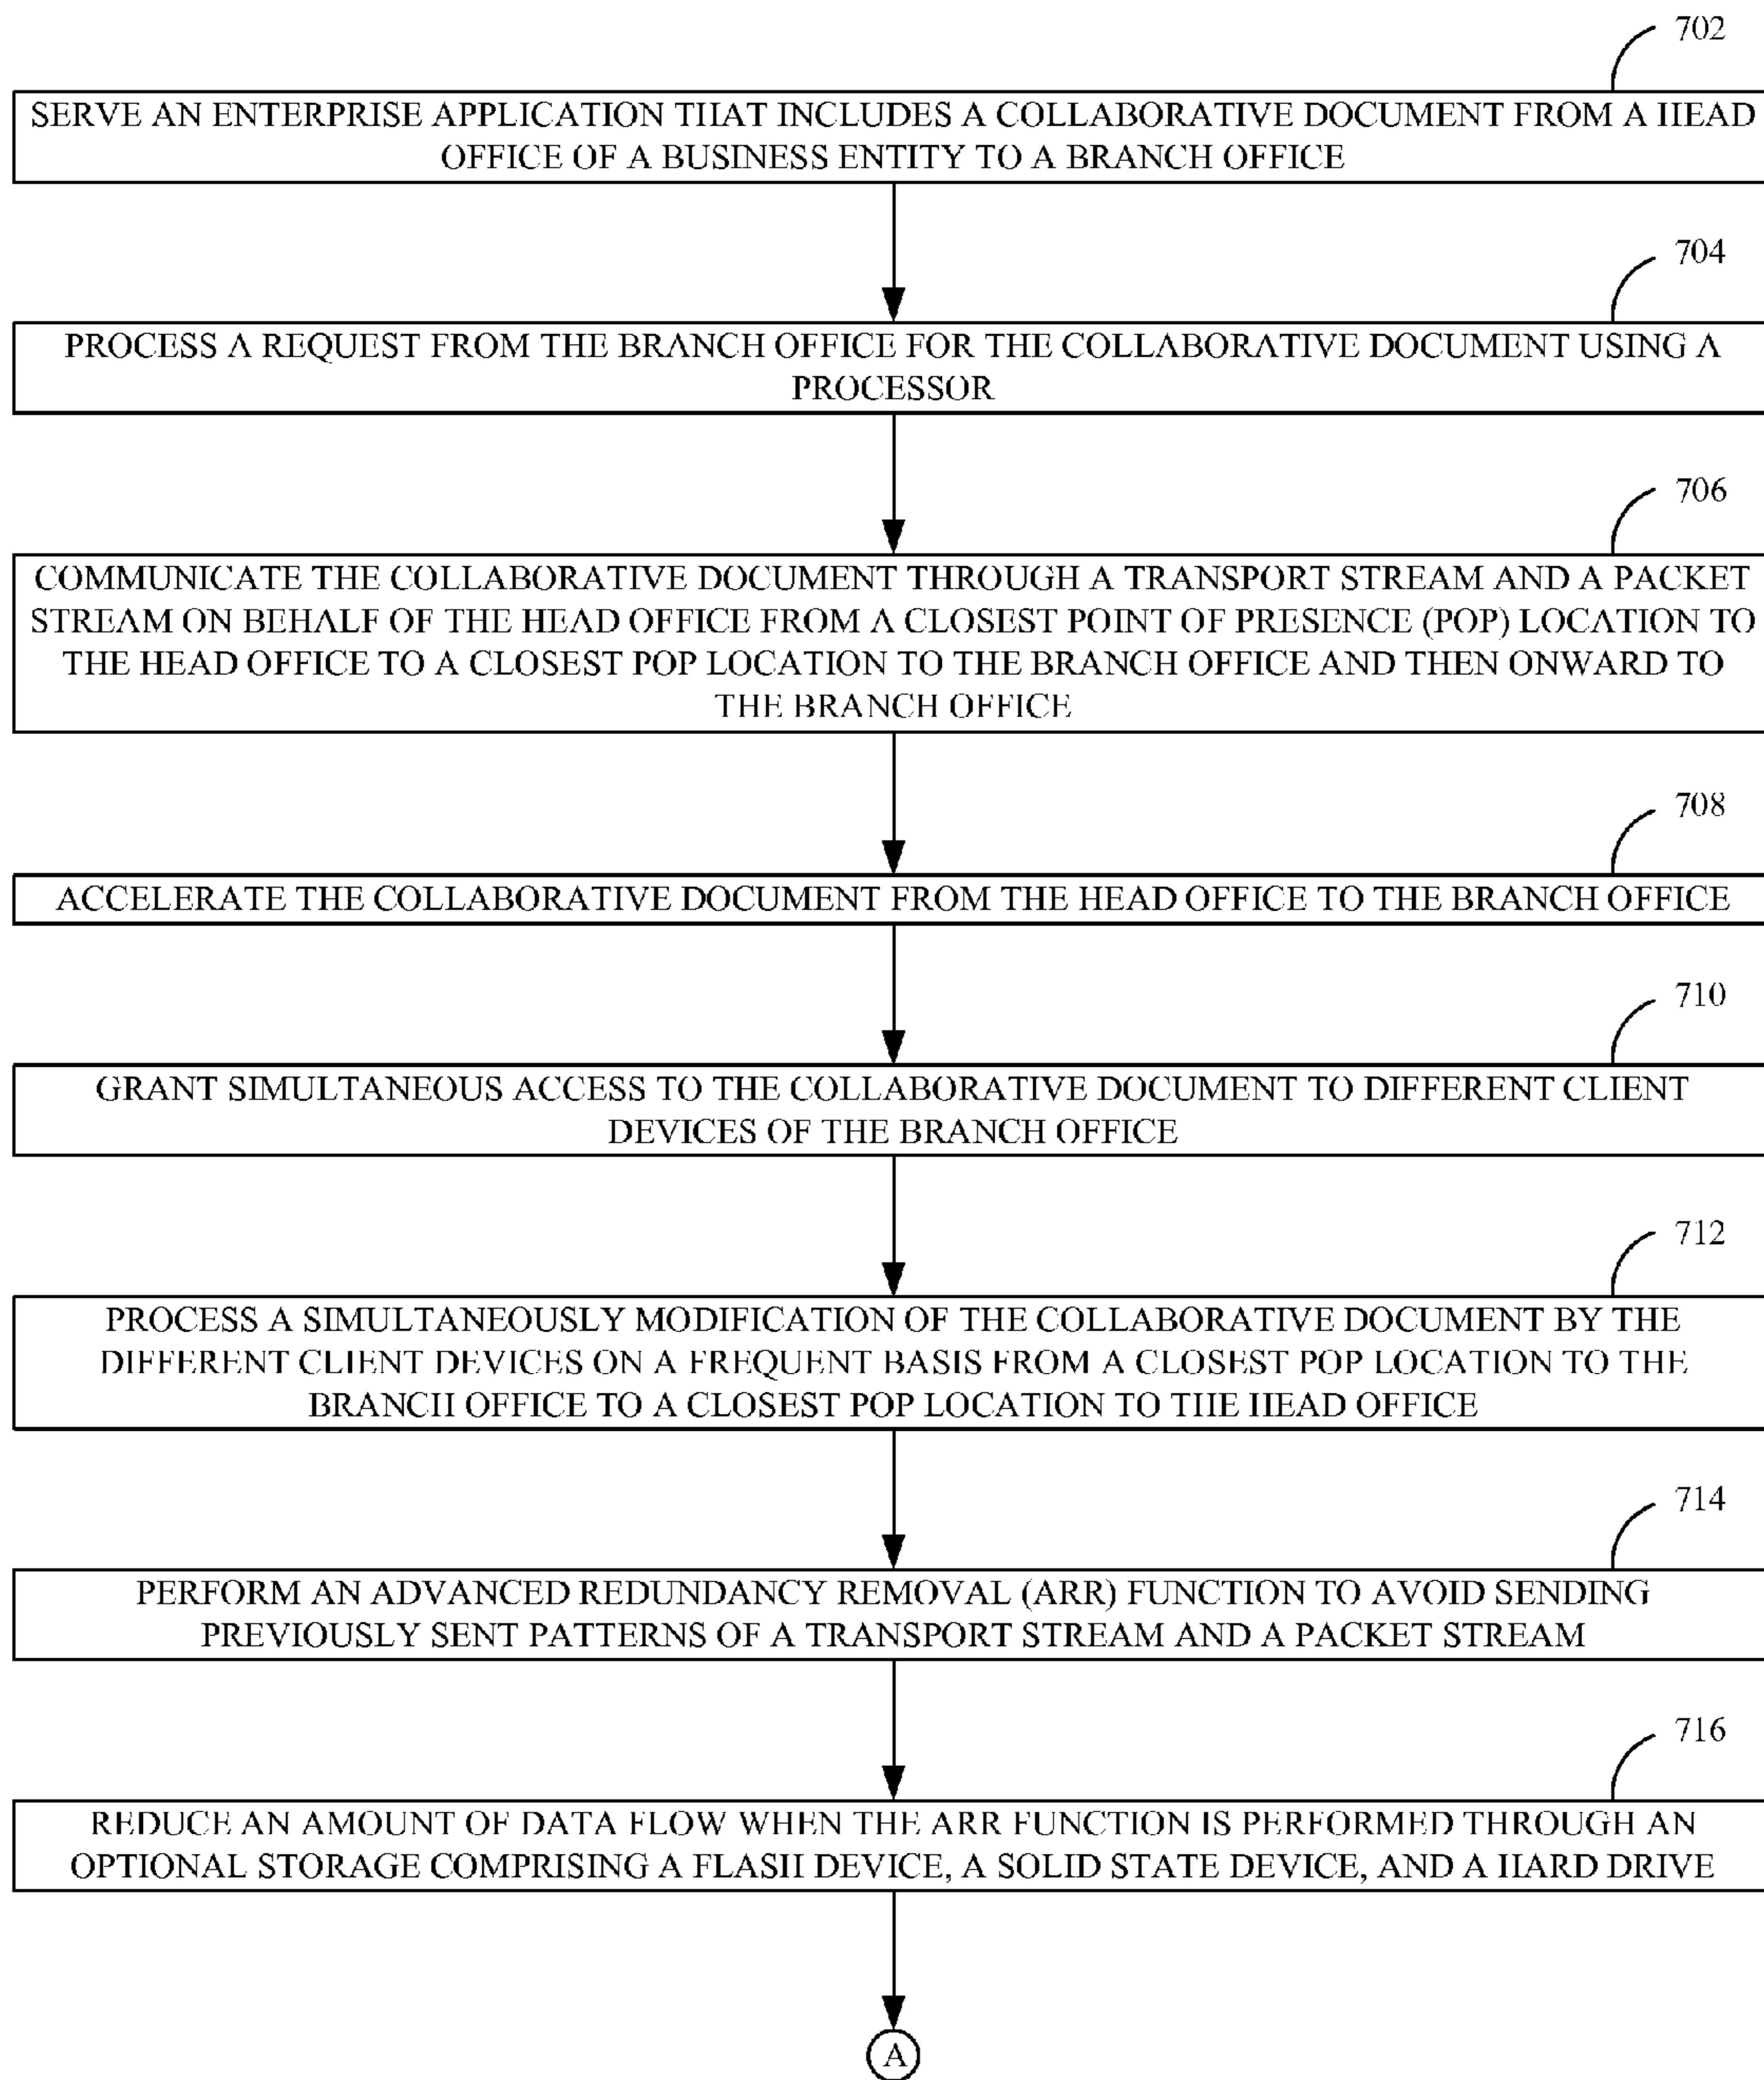 702
SERVE AN ENTERPRISE APPLICATION THAT INCLUDES A COLLABORATIVE DOCUMENT FROM A HEAD
OFFICE OF A BUSINESS ENTITY TO A BRANCH OFFICE
704
PROCESS A REQUEST FROM THE BRANCH OFFICE FOR THE COLLABORATIVE DOCUMENT USING A
PROCESSOR
706
COMMUNICATE THE COLLABORATIVE DOCUMENT THROUGH A TRANSPORT STREAM AND A PACKET
STREAM ON BEHALF OF THE HEAD OFFICE FROM A CLOSEST POINT OF PRESENCE (POP) LOCATION TO
THE HEAD OFFICE TO A CLOSEST POP LOCATION TO THE BRANCH OFFICE AND THEN ONWARD TO
THE BRANCH OFFICE
708
ACCELERATE THE COLLABORATIVE DOCUMENT FROM THE HEAD OFFICE TO THE BRANCH OFFICE
710
GRANT SIMULTANEOUS ACCESS TO THE COLLABORATIVE DOCUMENT TO DIFFERENT CLIENT
DEVICES OF THE BRANCH OFFICE
712
PROCESS A SIMULTANEOUSLY MODIFICATION OF THE COLLABORATIVE DOCUMENT BY THE
DIFFERENT CLIENT DEVICES ON A FREQUENT BASIS FROM A CLOSEST POP LOCATION TO THE
BRANCH OFFICE TO A CLOSEST POP LOCATION TO THE HEAD OFFICE
714
PERFORM AN ADVANCED REDUNDANCY REMOVAL (ARR) FUNCTION TO AVOID SENDING
PREVIOUSLY SENT PATTERNS OF A TRANSPORT STREAM AND A PACKET STREAM
716
REDUCE AN AMOUNT OF DATA FLOW WHEN THE ARR FUNCTION IS PERFORMED THROUGH AN
OPTIONAL STORAGE COMPRISING A FLASH DEVICE, A SOLID STATE DEVICE, AND A HARD DRIVE
A